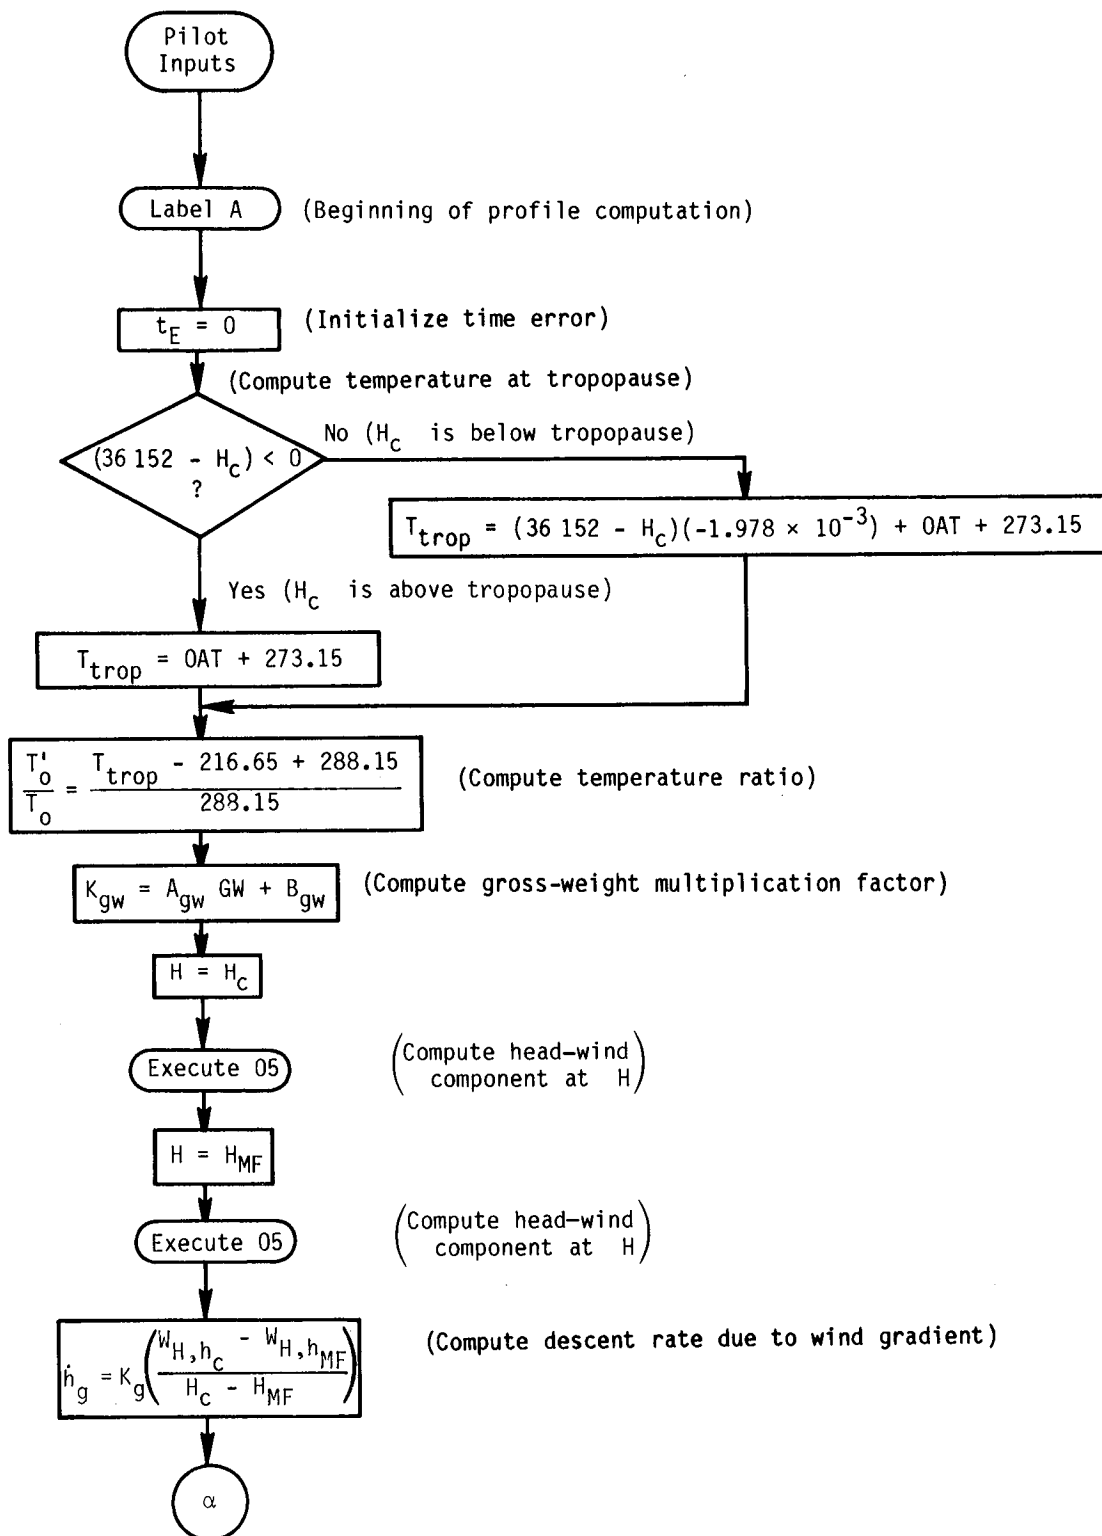 Pilot
Inputs
Label A
(Beginning of profile computation)
t_E = 0
(Initialize time error)
(Compute temperature at tropopause)
(36 152 - H_c) < 0
?
No (H_c is below tropopause)
T_trop = (36 152 - H_c)(-1.978 × 10^-3) + OAT + 273.15
Yes (H_c is above tropopause)
T_trop = OAT + 273.15
T'_o / T_o = (T_trop - 216.65 + 288.15) / 288.15
(Compute temperature ratio)
K_gw = A_gw GW + B_gw
(Compute gross-weight multiplication factor)
H = H_c
Execute 05
(Compute head-wind
component at H)
H = H_MF
Execute 05
(Compute head-wind
component at H)
ḣ_g = K_g((W_H,h_c - W_H,h_MF) / (H_c - H_MF))
(Compute descent rate due to wind gradient)
α